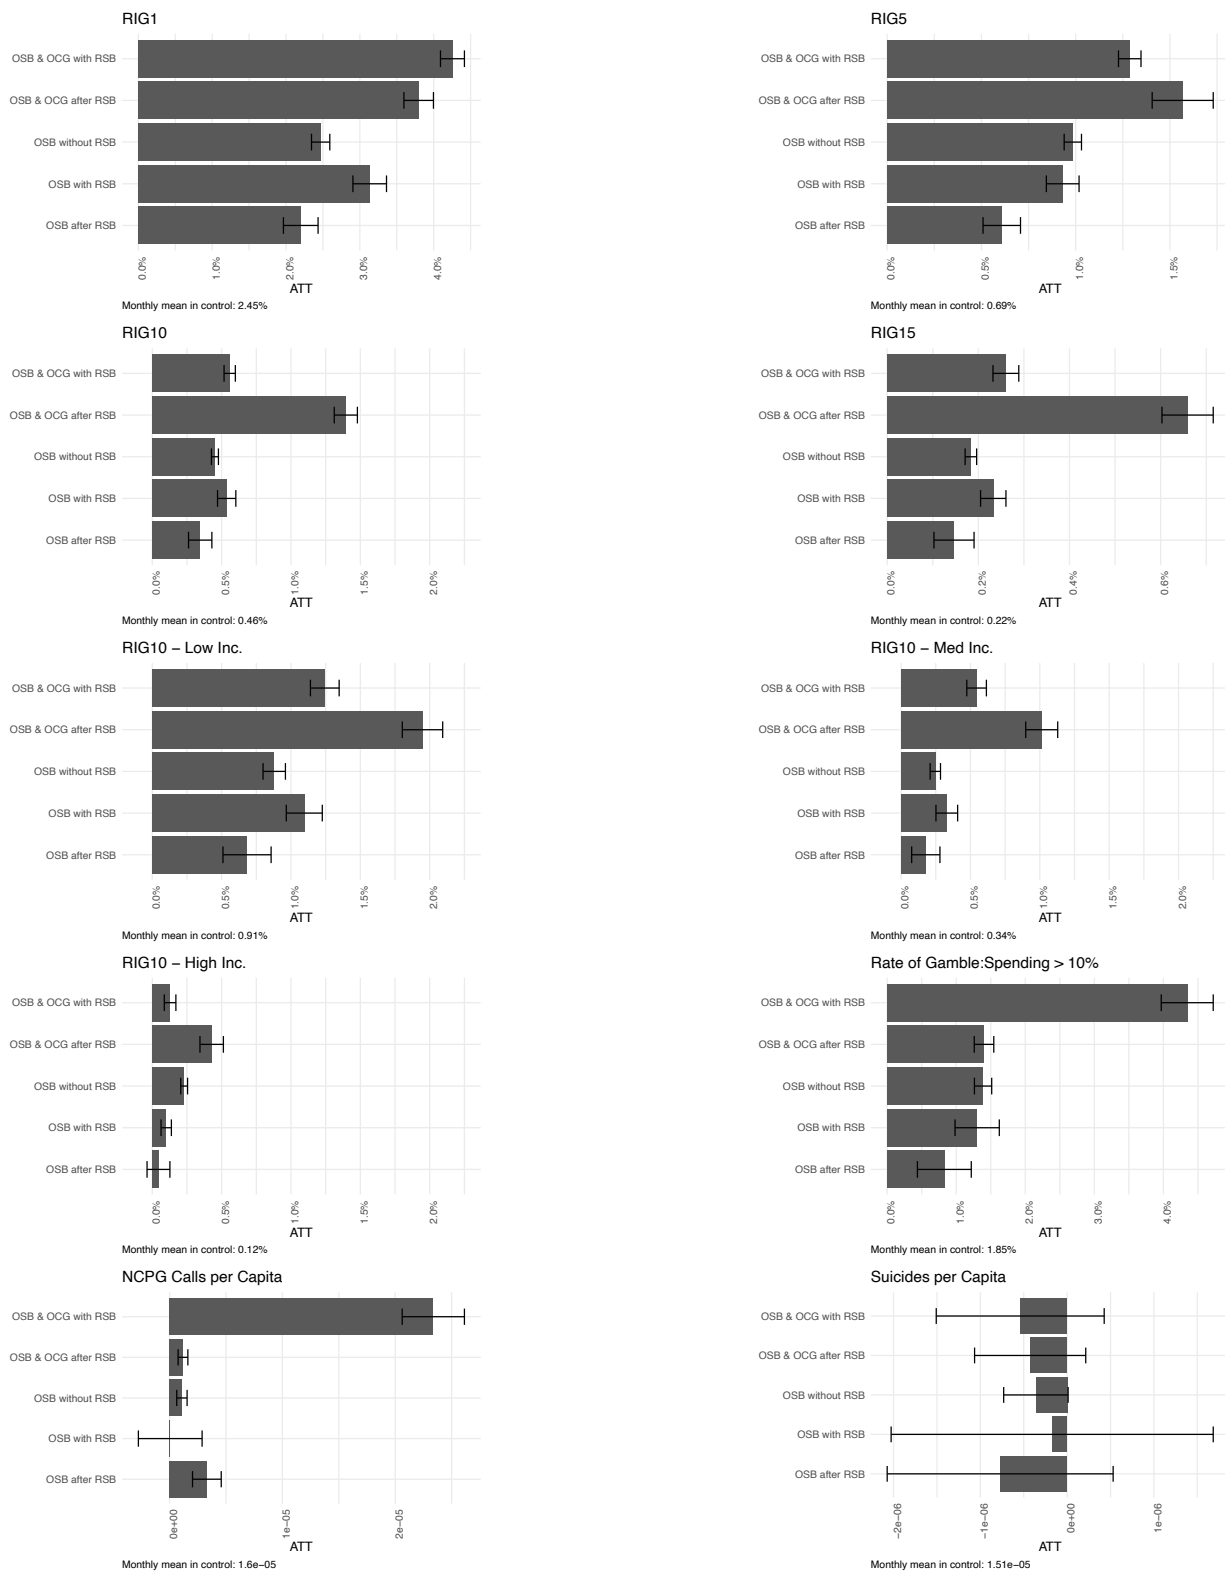 RIG1
OSB & OCG with RSB
OSB & OCG after RSB
OSB without RSB
OSB with RSB
OSB after RSB
0.0%
1.0%
2.0%
3.0%
4.0%
ATT
Monthly mean in control: 2.45%
RIG5
OSB & OCG with RSB
OSB & OCG after RSB
OSB without RSB
OSB with RSB
OSB after RSB
0.0%
0.5%
1.0%
1.5%
ATT
Monthly mean in control: 0.69%
RIG10
OSB & OCG with RSB
OSB & OCG after RSB
OSB without RSB
OSB with RSB
OSB after RSB
0.0%
0.5%
1.0%
1.5%
2.0%
ATT
Monthly mean in control: 0.46%
RIG15
OSB & OCG with RSB
OSB & OCG after RSB
OSB without RSB
OSB with RSB
OSB after RSB
0.0%
0.2%
0.4%
0.6%
ATT
Monthly mean in control: 0.22%
RIG10 − Low Inc.
OSB & OCG with RSB
OSB & OCG after RSB
OSB without RSB
OSB with RSB
OSB after RSB
0.0%
0.5%
1.0%
1.5%
2.0%
ATT
Monthly mean in control: 0.91%
RIG10 − Med Inc.
OSB & OCG with RSB
OSB & OCG after RSB
OSB without RSB
OSB with RSB
OSB after RSB
0.0%
0.5%
1.0%
1.5%
2.0%
ATT
Monthly mean in control: 0.34%
RIG10 − High Inc.
OSB & OCG with RSB
OSB & OCG after RSB
OSB without RSB
OSB with RSB
OSB after RSB
0.0%
0.5%
1.0%
1.5%
2.0%
ATT
Monthly mean in control: 0.12%
Rate of Gamble:Spending > 10%
OSB & OCG with RSB
OSB & OCG after RSB
OSB without RSB
OSB with RSB
OSB after RSB
0.0%
1.0%
2.0%
3.0%
4.0%
ATT
Monthly mean in control: 1.85%
NCPG Calls per Capita
OSB & OCG with RSB
OSB & OCG after RSB
OSB without RSB
OSB with RSB
OSB after RSB
0e+00
1e−05
2e−05
ATT
Monthly mean in control: 1.6e−05
Suicides per Capita
OSB & OCG with RSB
OSB & OCG after RSB
OSB without RSB
OSB with RSB
OSB after RSB
−2e−06
−1e−06
0e+00
1e−06
ATT
Monthly mean in control: 1.51e−05